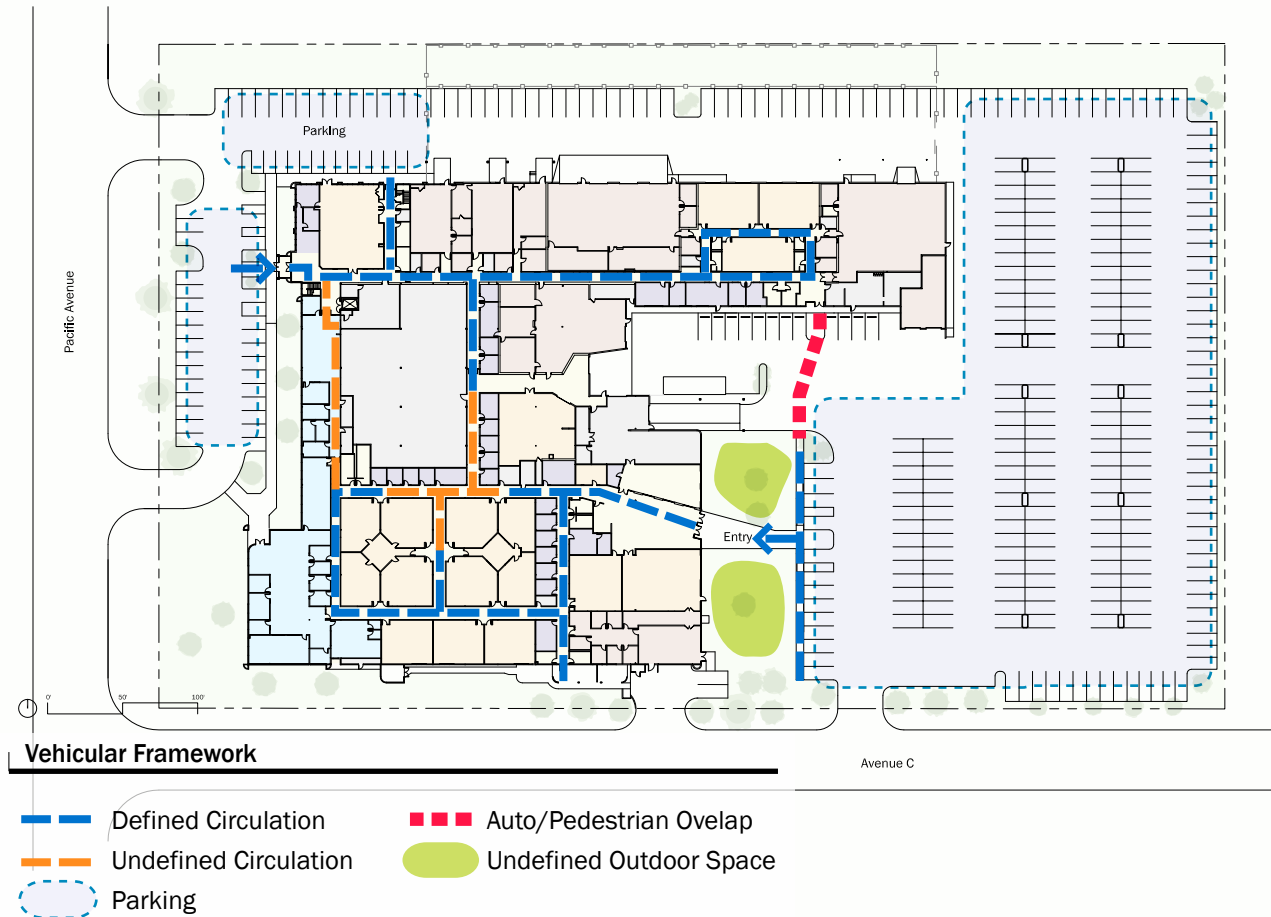 Parking
Pacific Avenue
Entry
0'
50'
100'
Avenue C
Vehicular Framework
Defined Circulation
Undefined Circulation
Parking
Auto/Pedestrian Ovelap
Undefined Outdoor Space